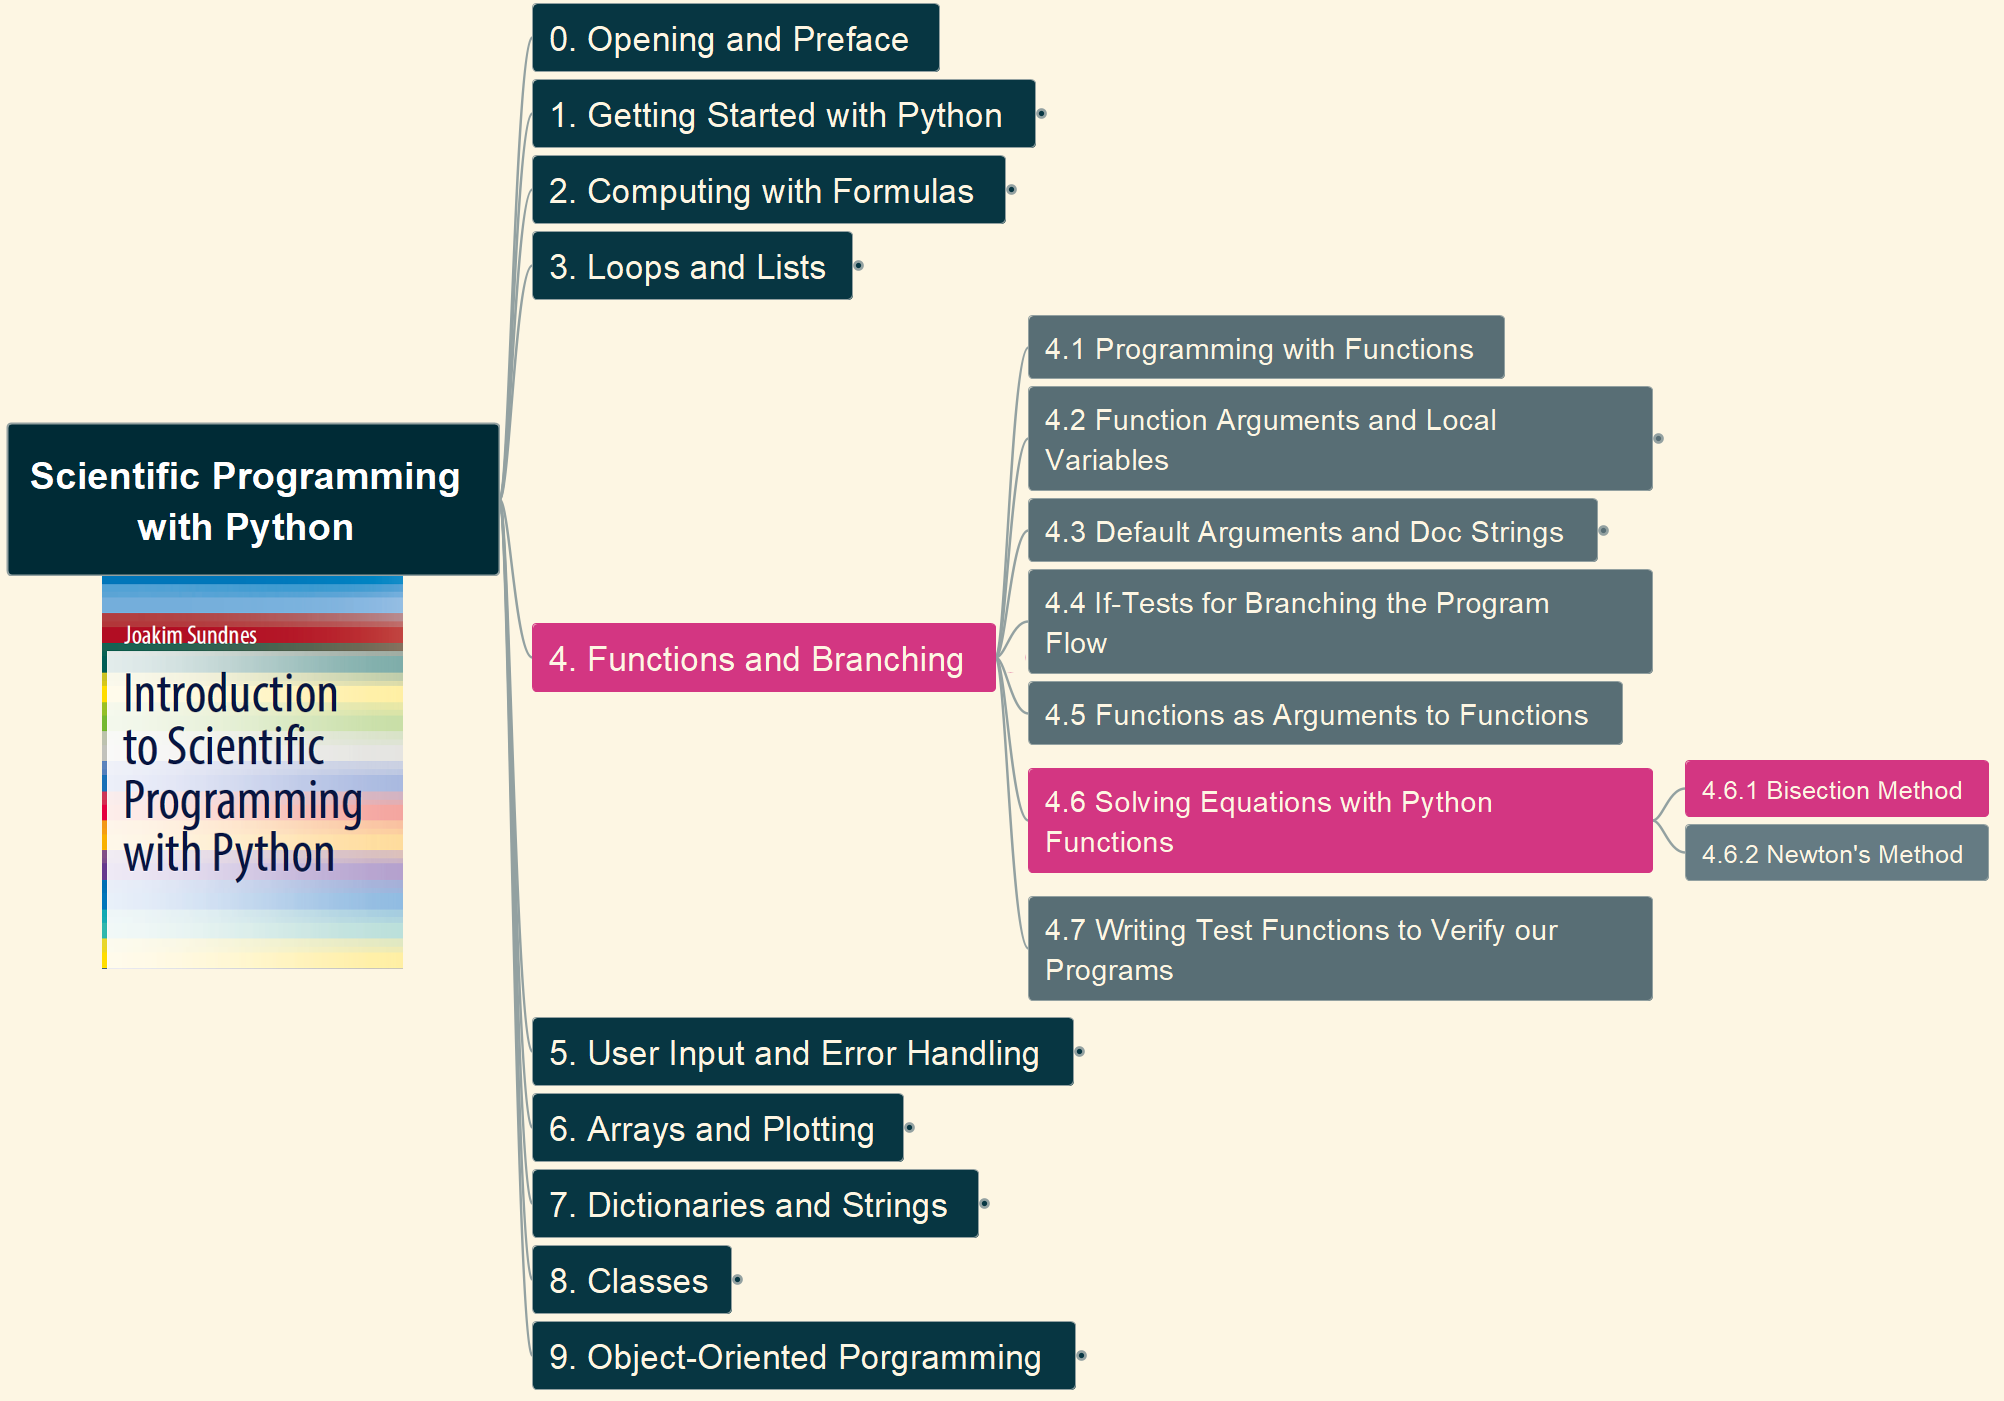 0. Opening and Preface
1. Getting Started with Python
2. Computing with Formulas
3. Loops and Lists
Scientific Programming
with Python
Joakim Sundnes
Introduction
to Scientific
Programming
with Python
4. Functions and Branching
4.1 Programming with Functions
4.2 Function Arguments and Local
Variables
4.3 Default Arguments and Doc Strings
4.4 If-Tests for Branching the Program
Flow
4.5 Functions as Arguments to Functions
4.6 Solving Equations with Python
Functions
4.6.1 Bisection Method
4.6.2 Newton's Method
4.7 Writing Test Functions to Verify our
Programs
5. User Input and Error Handling
6. Arrays and Plotting
7. Dictionaries and Strings
8. Classes
9. Object-Oriented Porgramming